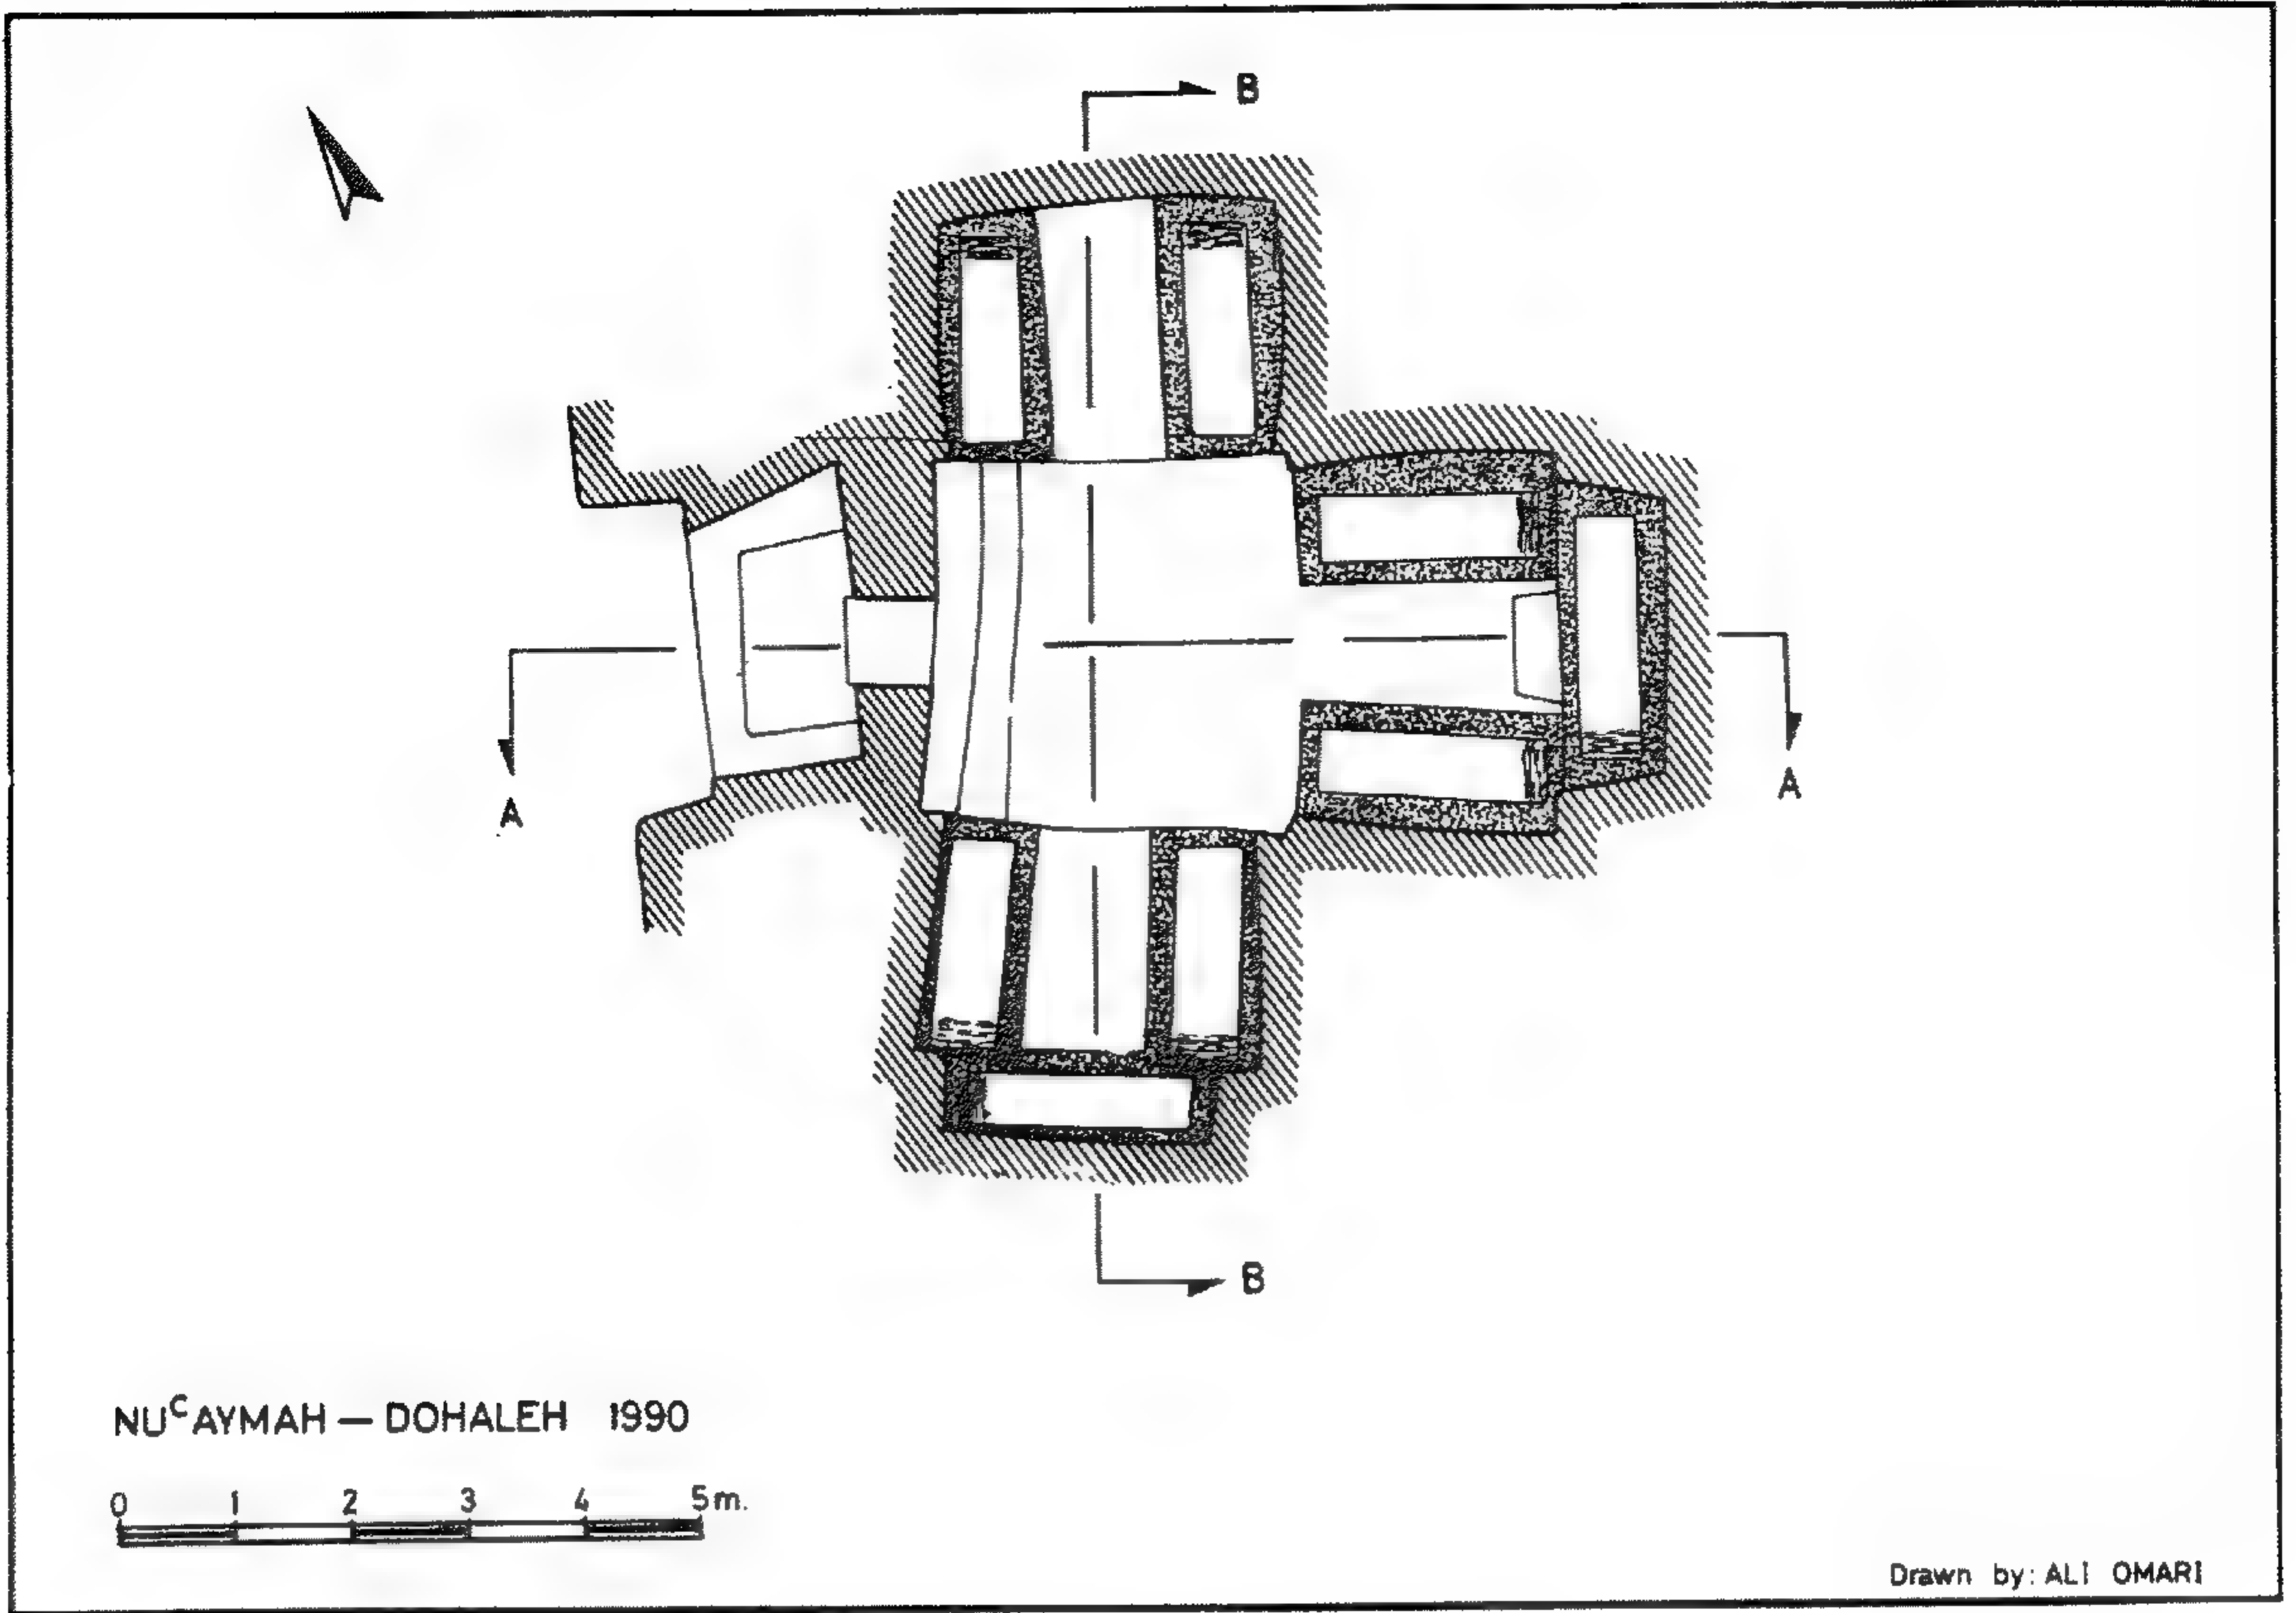 B
A
A
B
NUᶜAYMAH — DOHALEH 1990
0 1 2 3 4 5m.
Drawn by: ALI OMARI